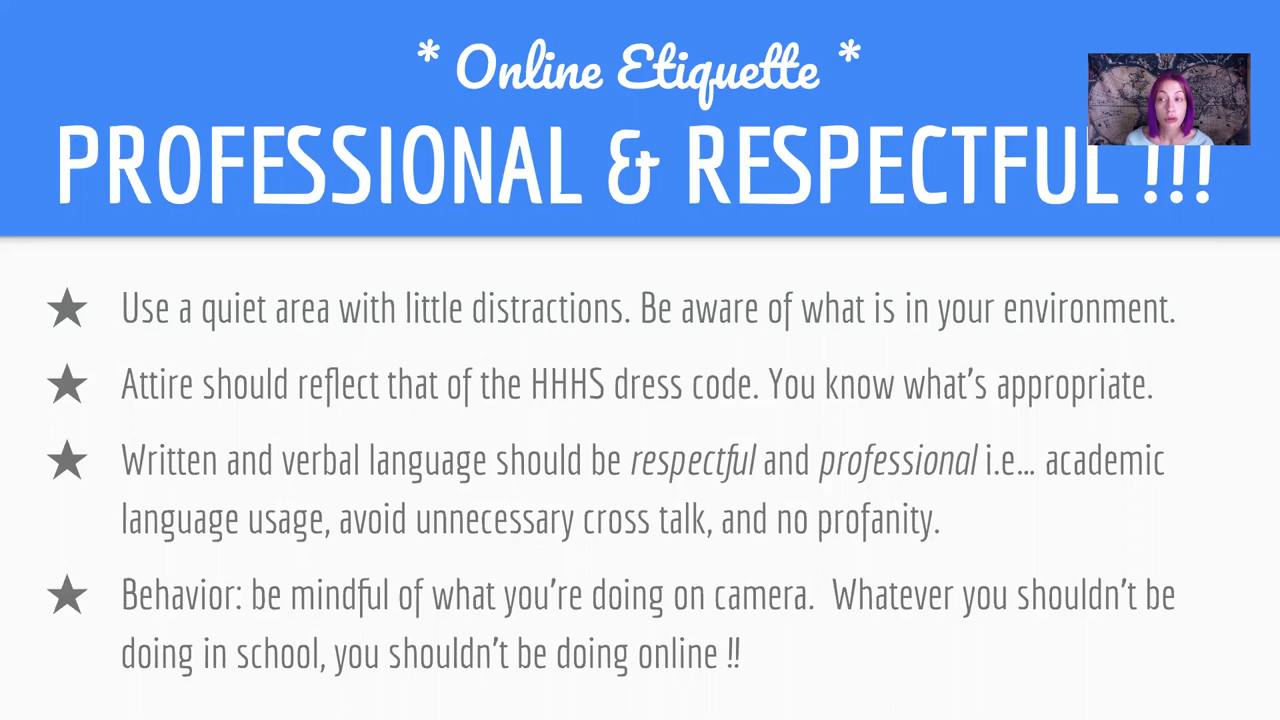 * Online Etiquette *
PROFESSIONAL & RESPECTFUL !!!
★ Use a quiet area with little distractions. Be aware of what is in your environment.
★ Attire should reflect that of the HHHS dress code. You know what's appropriate.
★ Written and verbal language should be respectful and professional i.e... academic
language usage, avoid unnecessary cross talk, and no profanity.
★ Behavior: be mindful of what you're doing on camera.  Whatever you shouldn't be
doing in school, you shouldn't be doing online !!